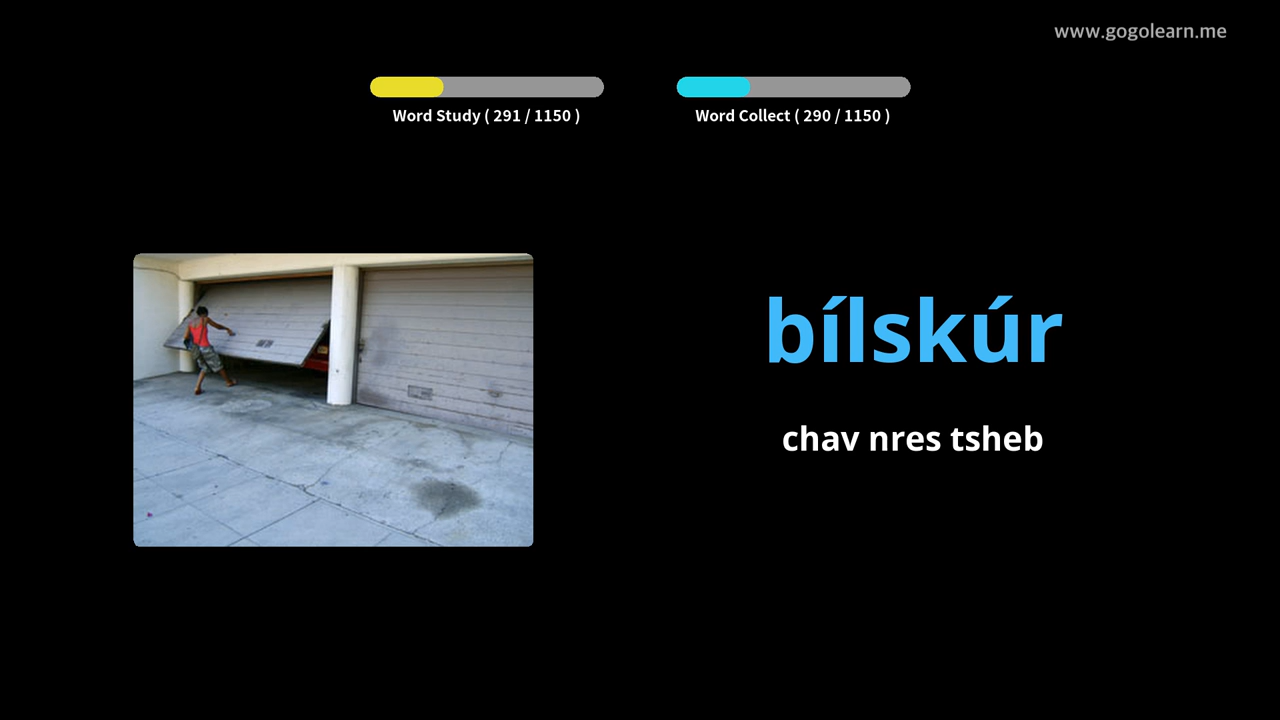 www.gogolearn.me
Word Study ( 291 / 1150 )
Word Collect ( 290 / 1150 )
bílskúr
chav nres tsheb